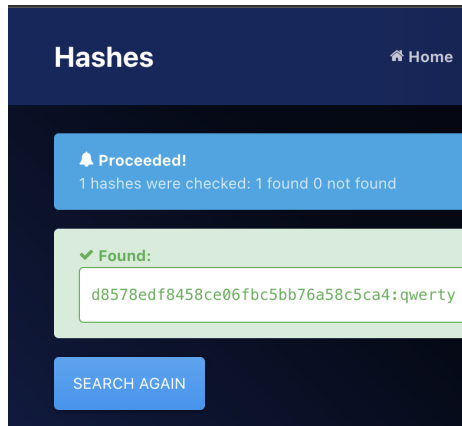 Hashes
Home
Proceeded!
1 hashes were checked: 1 found 0 not found
Found:
d8578edf8458ce06fbc5bb76a58c5ca4:qwerty
SEARCH AGAIN